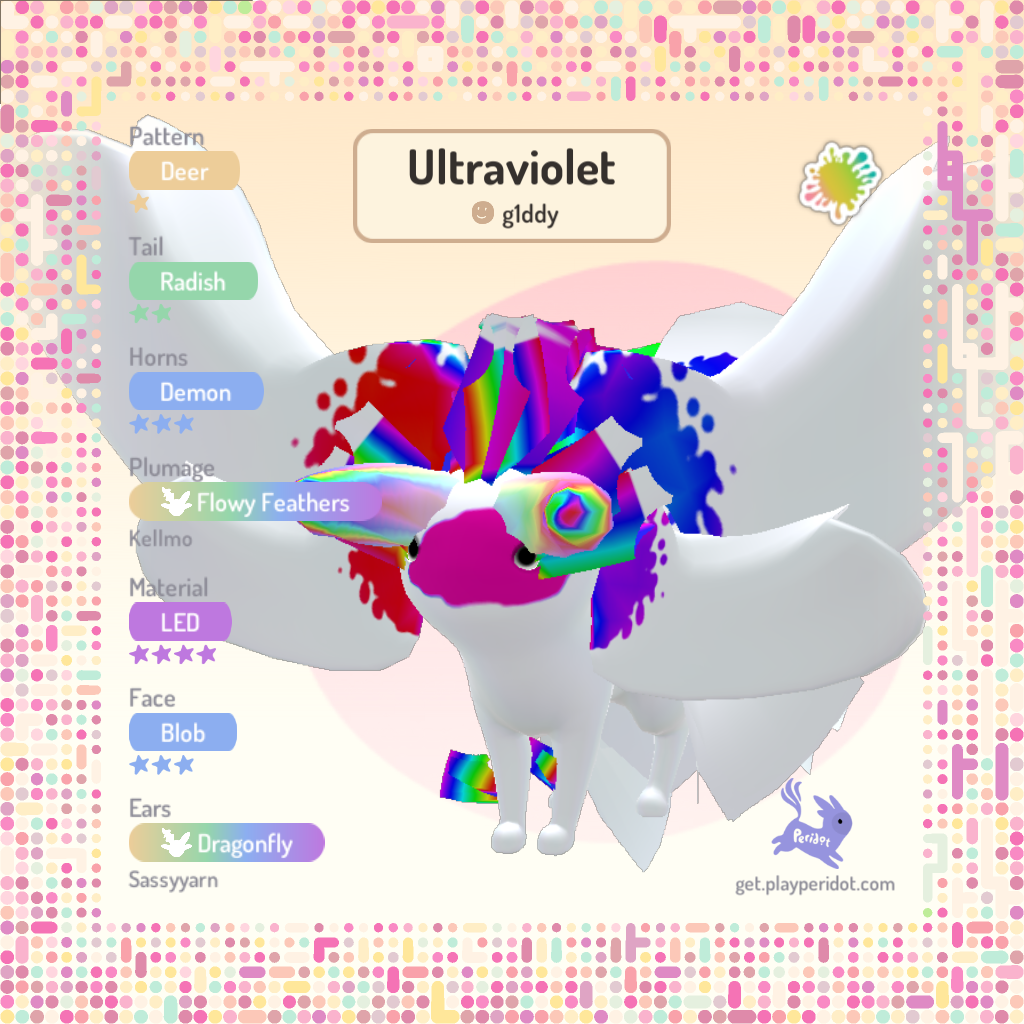 Ultraviolet
g1ddy
Pattern
Deer
Tail
Radish
Horns
Demon
Plumage
Flowy Feathers
Kellmo
Material
LED
Face
Blob
Ears
Dragonfly
Sassyyarn
Peridot
get.playperidot.com